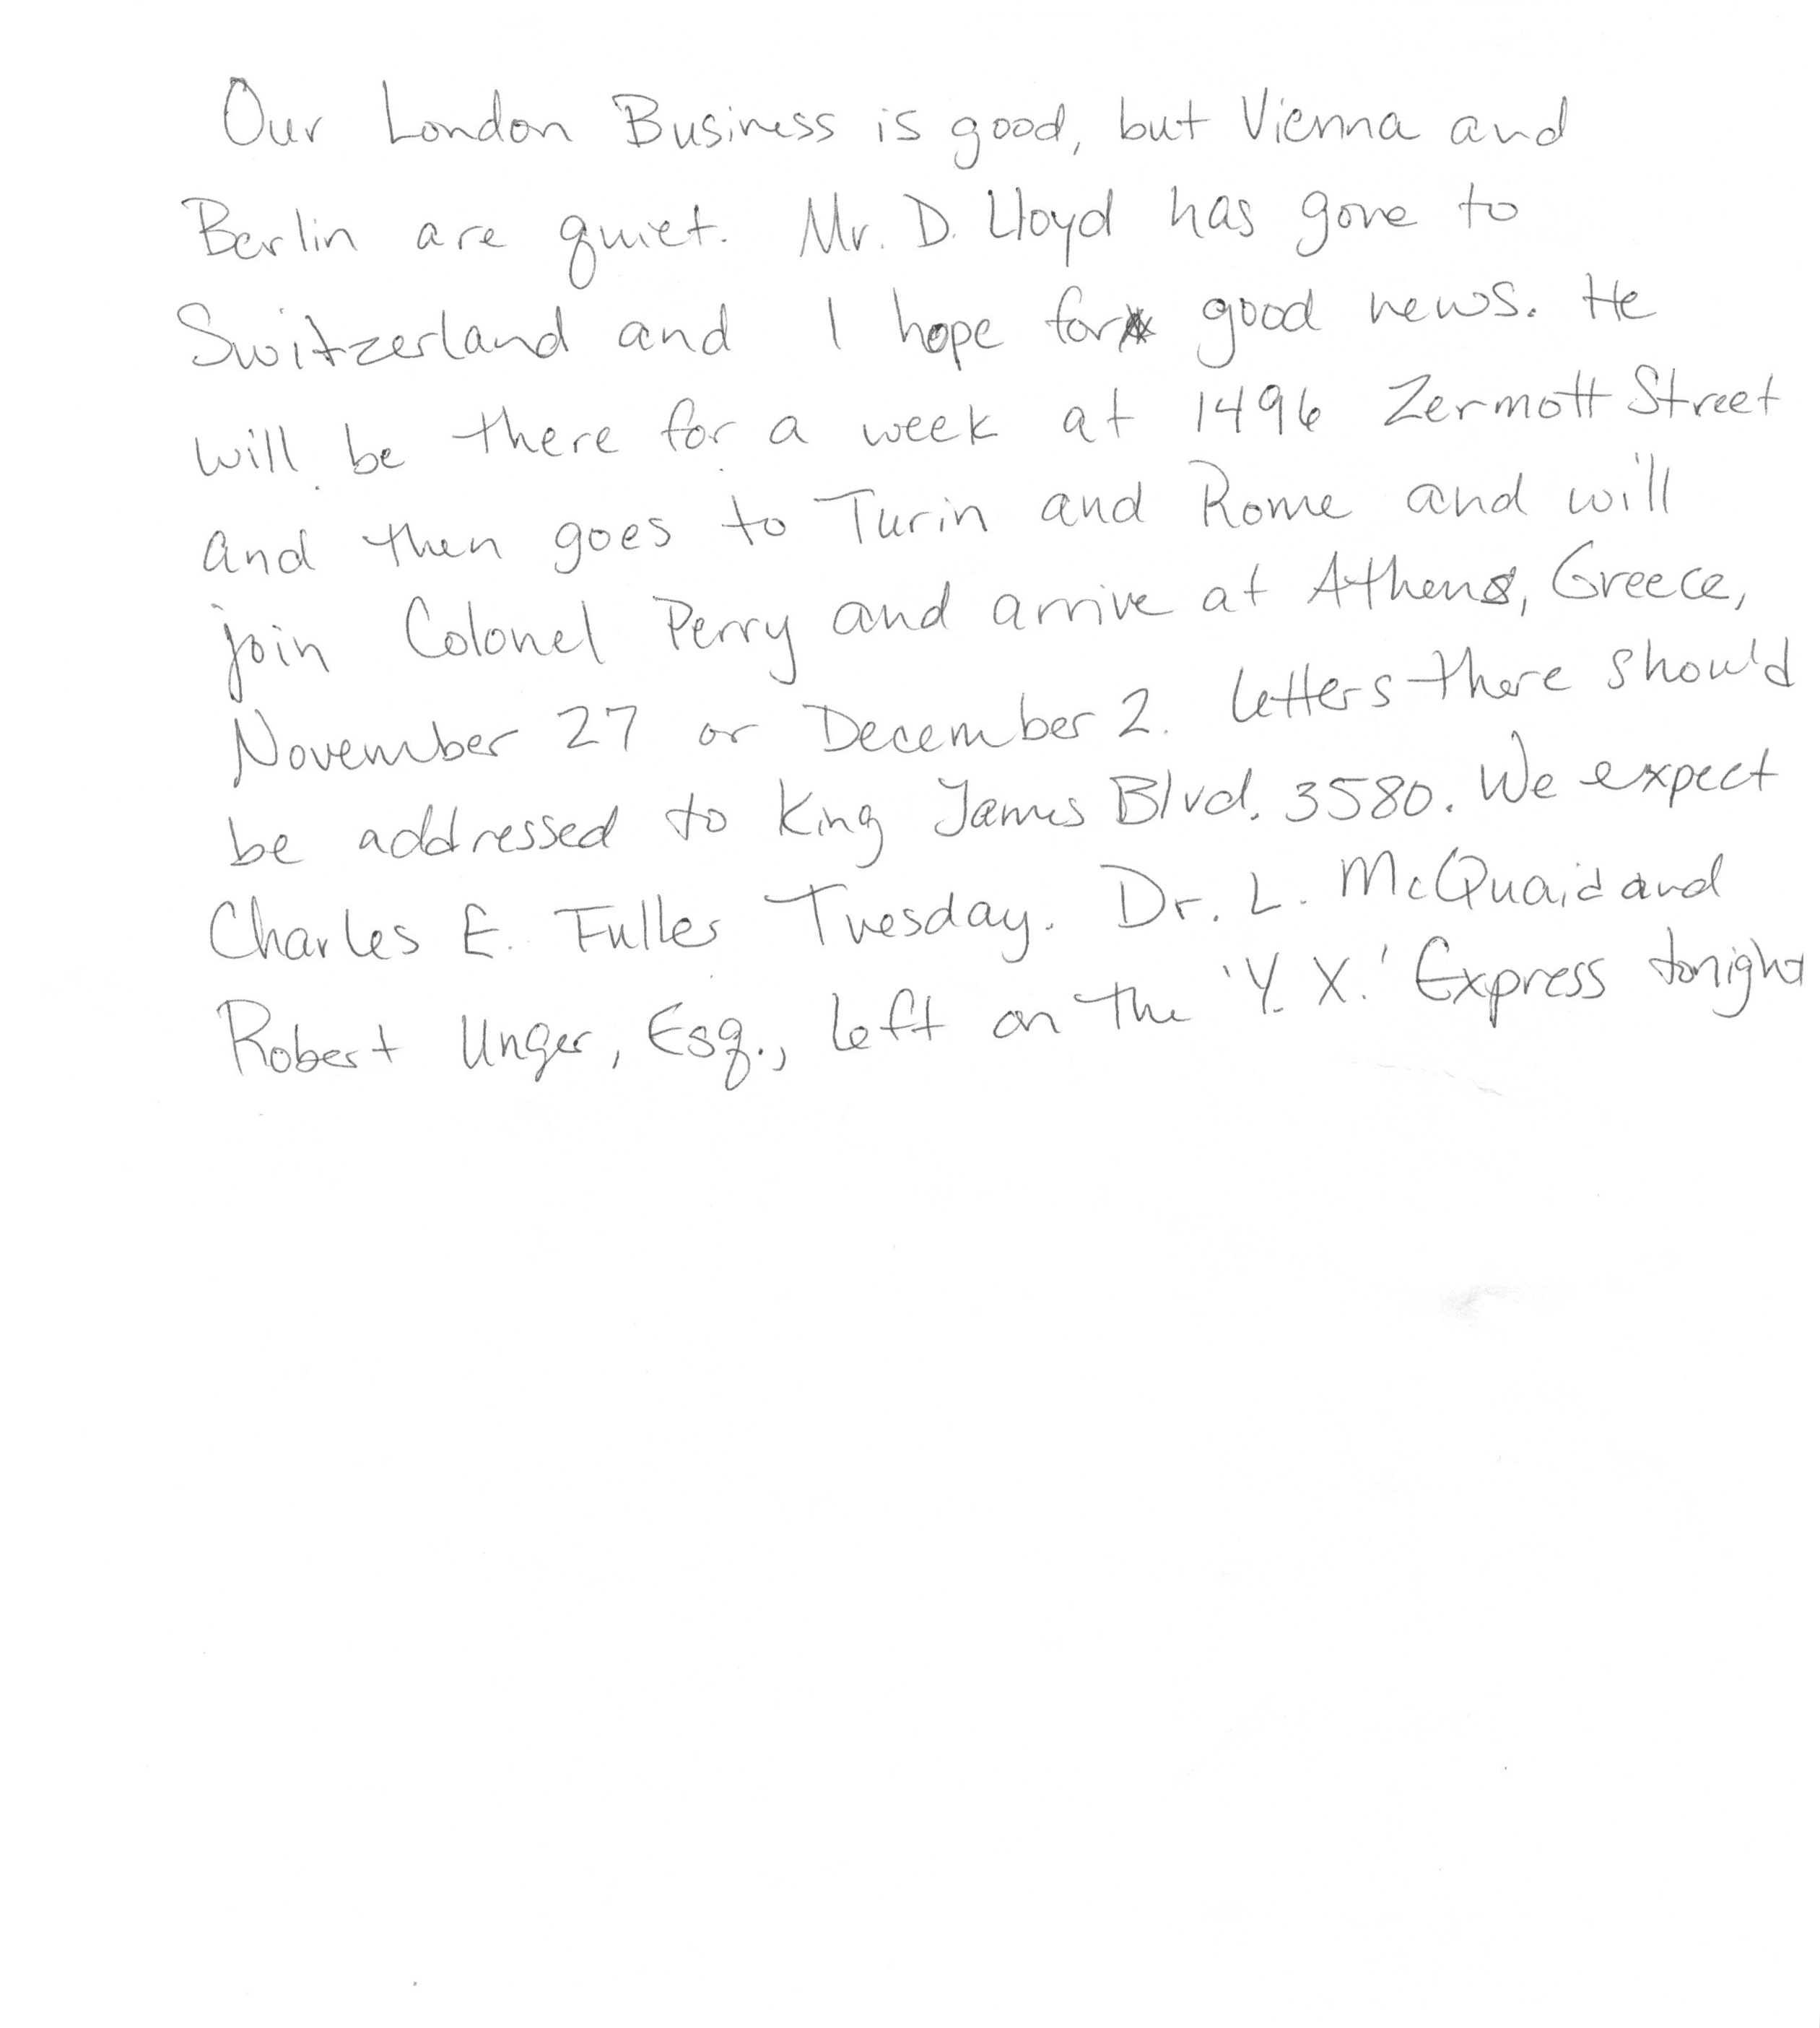 Our London Business is good, but Vienna and
Berlin are quiet. Mr. D. Lloyd has gone to
Switzerland and I hope for good news. He
will be there for a week at 1496 Zermott Street
and then goes to Turin and Rome and will
join Colonel Perry and arrive at Athens, Greece,
November 27 or December 2. Letters there should
be addressed to King James Blvd. 3580. We expect
Charles E. Fuller Tuesday. Dr. L. McQuaid and
Robert Unger, Esq., left on the 'Y. X.' Express tonight